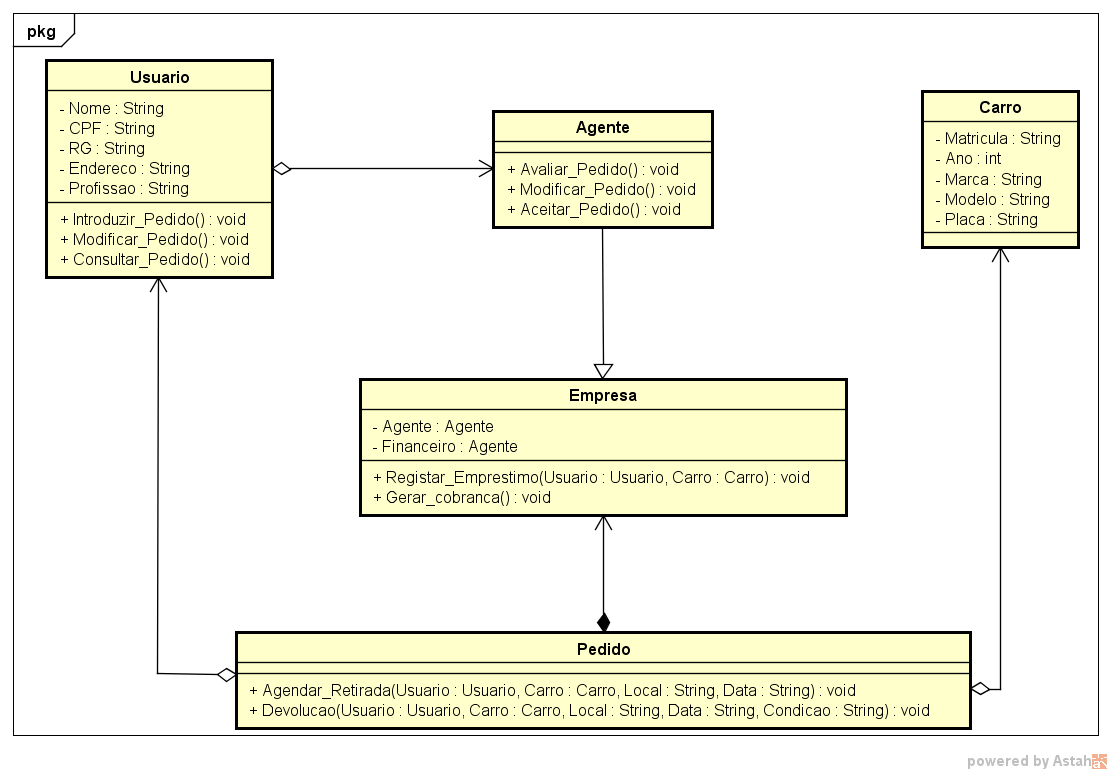 pkg
Usuario
- Nome : String
- CPF : String
- RG : String
- Endereco : String
- Profissao : String
+ Introduzir_Pedido() : void
+ Modificar_Pedido() : void
+ Consultar_Pedido() : void
Agente
+ Avaliar_Pedido() : void
+ Modificar_Pedido() : void
+ Aceitar_Pedido() : void
Carro
- Matricula : String
- Ano : int
- Marca : String
- Modelo : String
- Placa : String
Empresa
- Agente : Agente
- Financeiro : Agente
+ Registar_Emprestimo(Usuario : Usuario, Carro : Carro) : void
+ Gerar_cobranca() : void
Pedido
+ Agendar_Retirada(Usuario : Usuario, Carro : Carro, Local : String, Data : String) : void
+ Devolucao(Usuario : Usuario, Carro : Carro, Local : String, Data : String, Condicao : String) : void
powered by Astah